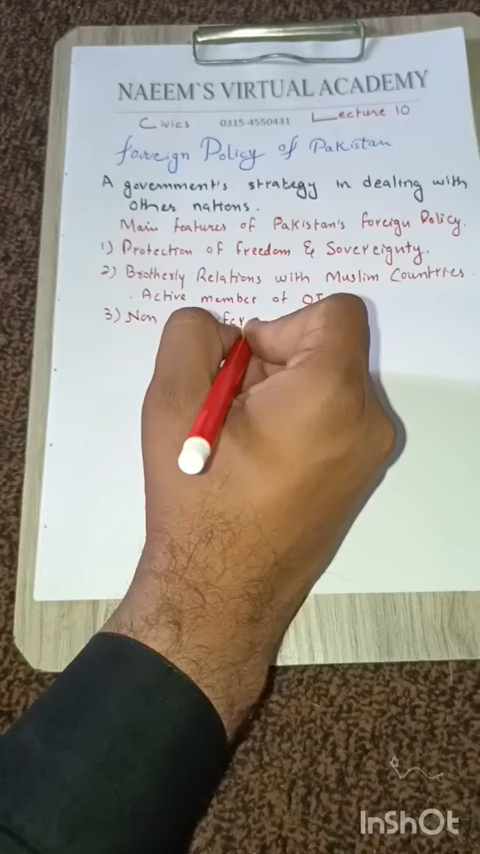 NAEEM`S VIRTUAL ACADEMY
Civics 0315-4550431 Lecture 10
Foreign Policy of Pakistan
A government's strategy in dealing with
other nations.
Main features of Pakistan's foreign Policy.
1) Protection of freedom & Sovereignty.
2) Brotherly Relations with Muslim Countries.
. Active member of
3) Non
InShOt